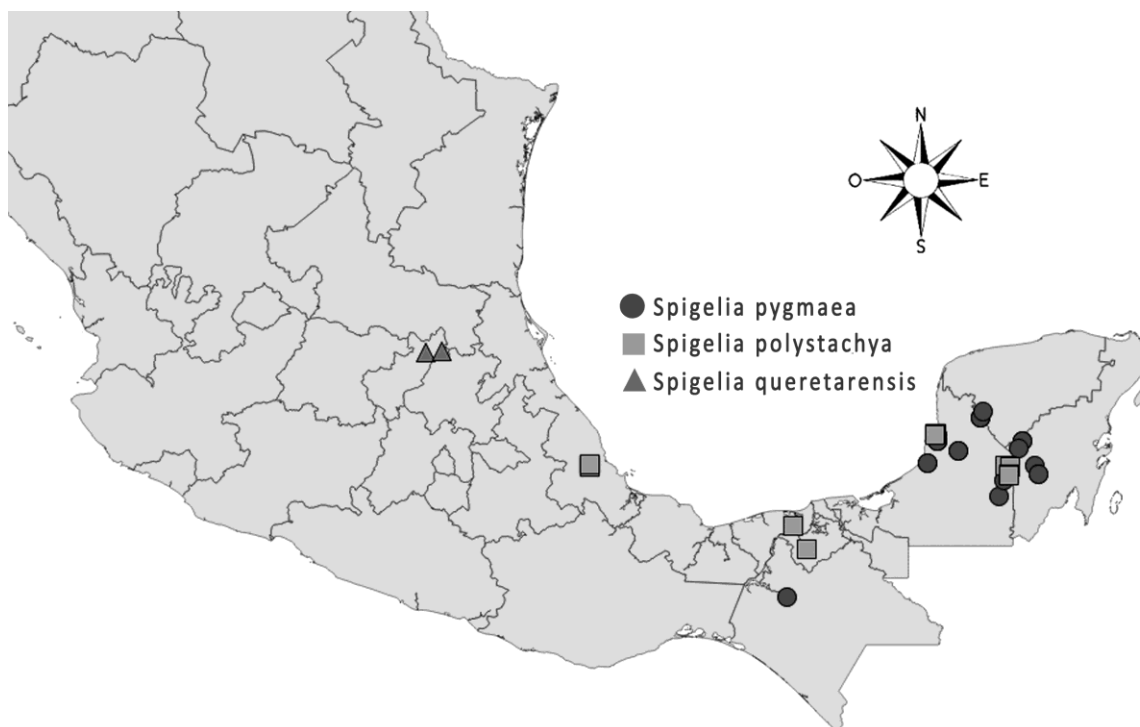 N
O E
S
Spigelia pygmaea
Spigelia polystachya
Spigelia queretarensis